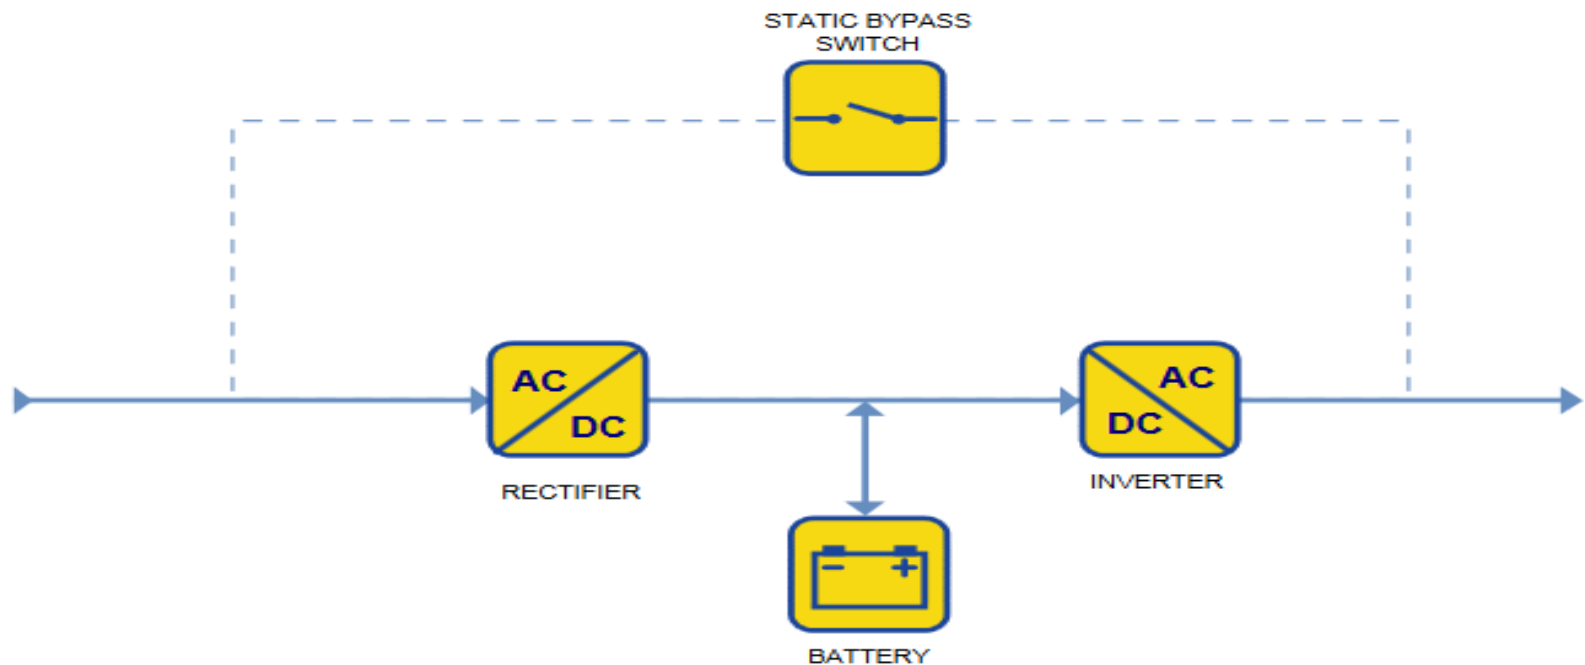 STATIC BYPASS
SWITCH
AC
DC
RECTIFIER
AC
DC
INVERTER
BATTERY